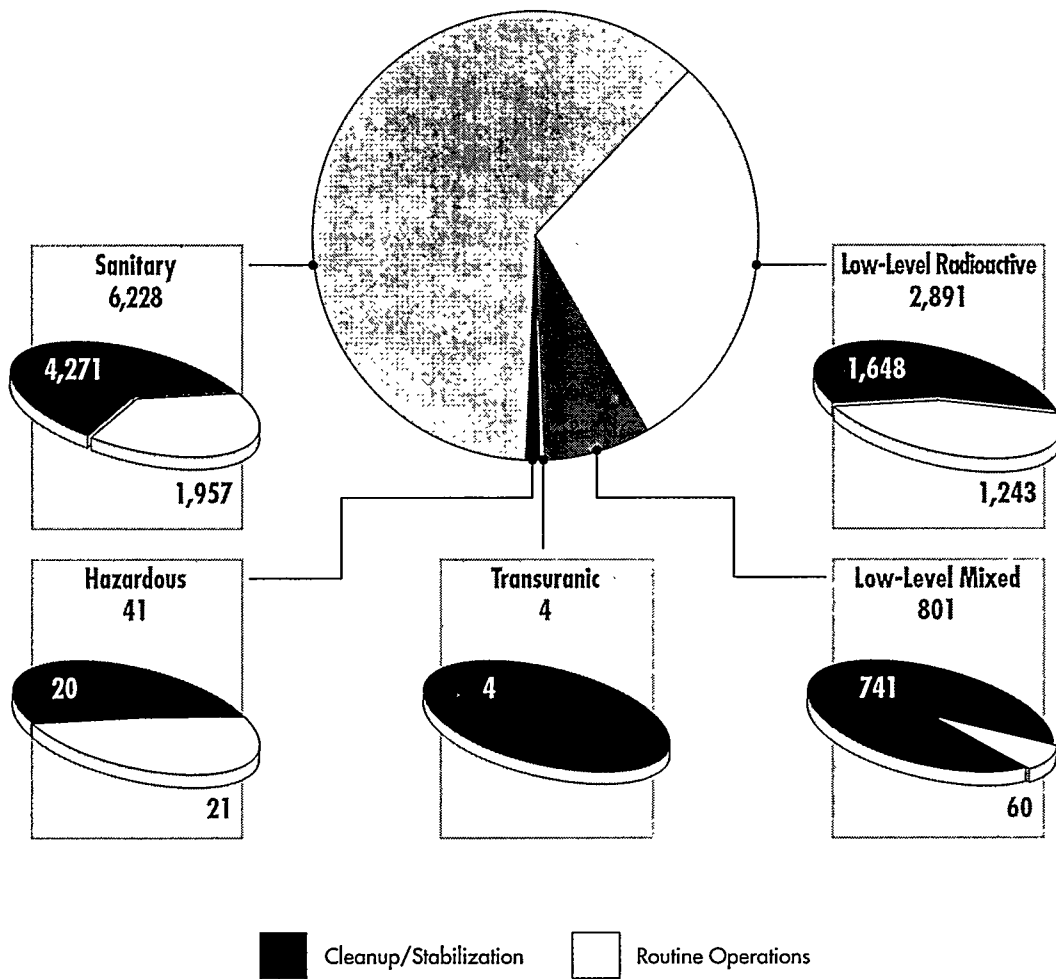 Sanitary
6,228
4,271
1,957
Low-Level Radioactive
2,891
1,648
1,243
Hazardous
41
20
21
Transuranic
4
4
Low-Level Mixed
801
741
60
Cleanup/Stabilization
Routine Operations